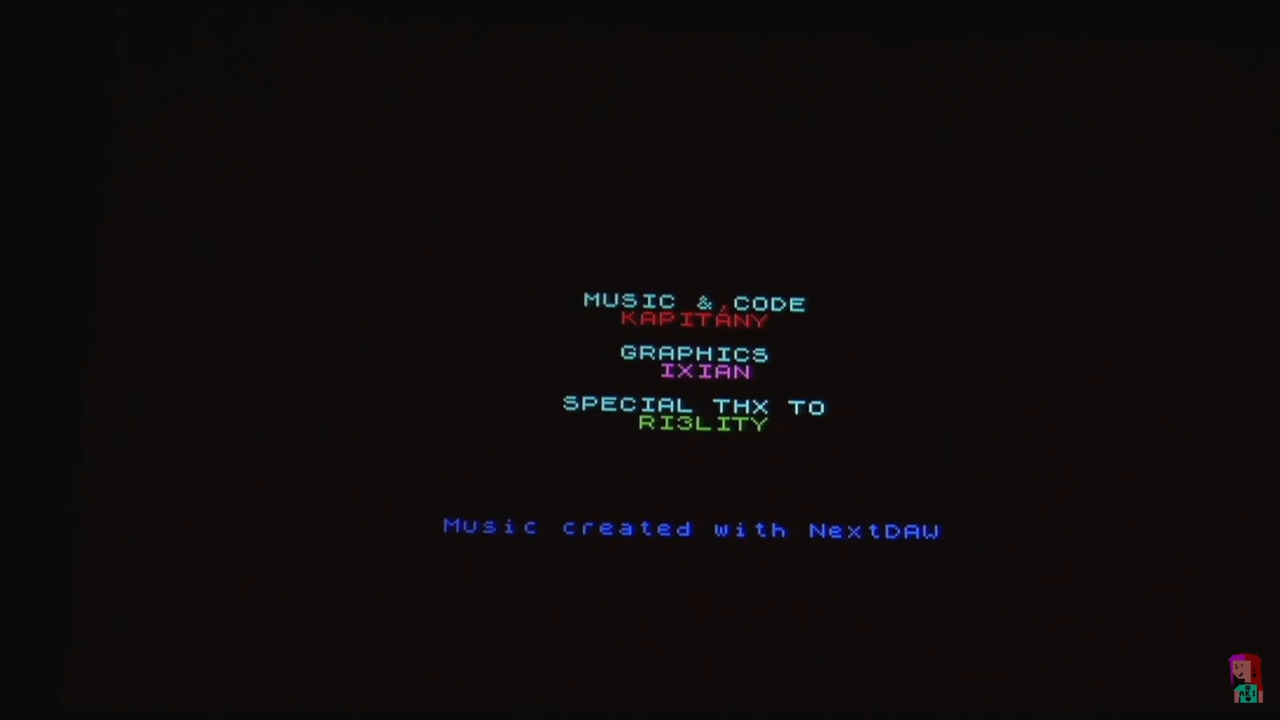 MUSIC & CODE
KAPITÁNY
GRAPHICS
IXIAN
SPECIAL THX TO
RI3LITY
Music created with NextDAW